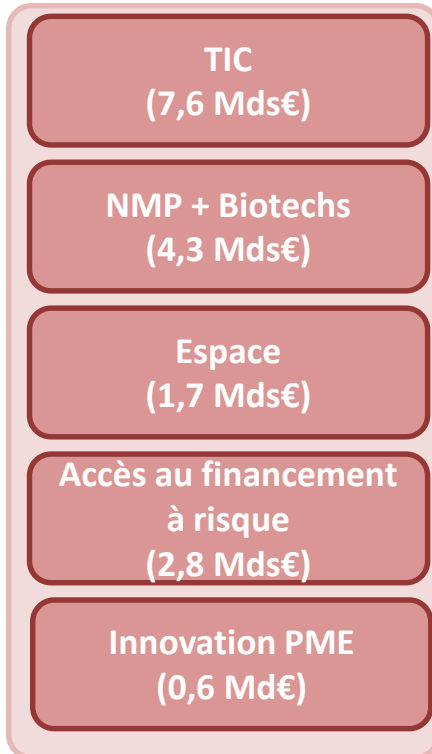 TIC
(7,6 Mds€)
NMP + Biotechs
(4,3 Mds€)
Espace
(1,7 Mds€)
Accès au financement
à risque
(2,8 Mds€)
Innovation PME
(0,6 Md€)